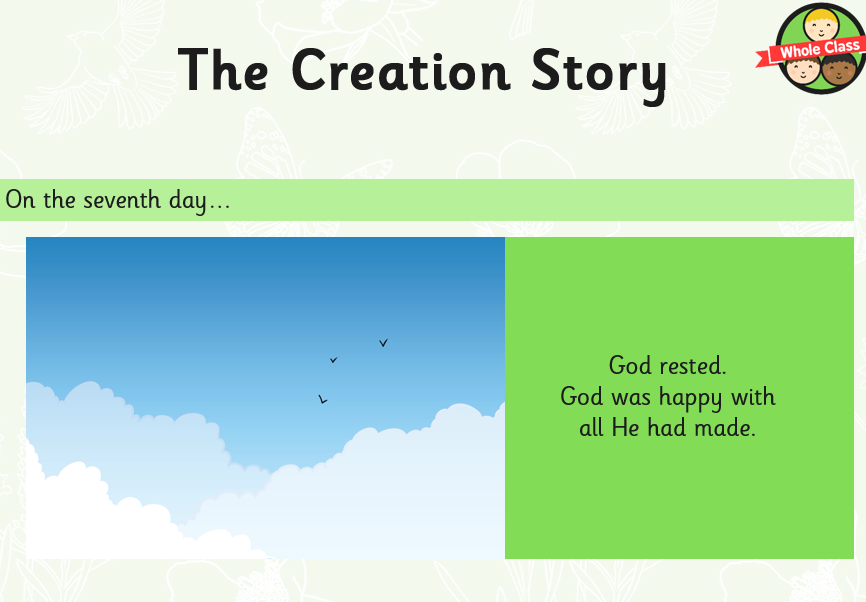 The Creation Story
Whole Class
On the seventh day...
God rested.
God was happy with
all He had made.